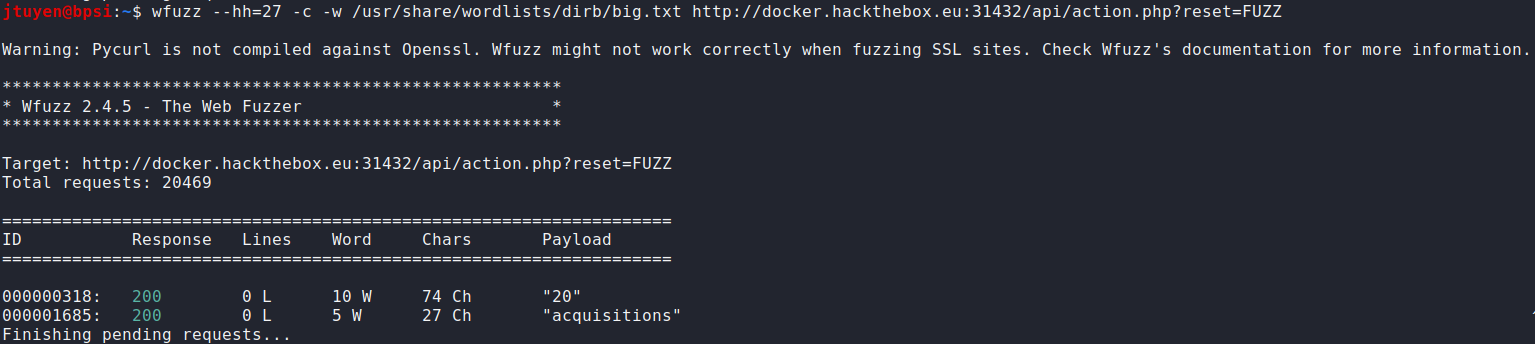 jtuyen@bpsi:~$ wfuzz --hh=27 -c -w /usr/share/wordlists/dirb/big.txt http://docker.hackthebox.eu:31432/api/action.php?reset=FUZZ
Warning: Pycurl is not compiled against Openssl. Wfuzz might not work correctly when fuzzing SSL sites. Check Wfuzz's documentation for more information.
********************************************************
* Wfuzz 2.4.5 - The Web Fuzzer                         *
********************************************************
Target: http://docker.hackthebox.eu:31432/api/action.php?reset=FUZZ
Total requests: 20469
===================================================================
ID           Response   Lines    Word     Chars       Payload
===================================================================
000000318:   200        0 L      10 W     74 Ch       "20"
000001685:   200        0 L      5 W      27 Ch       "acquisitions"
Finishing pending requests...